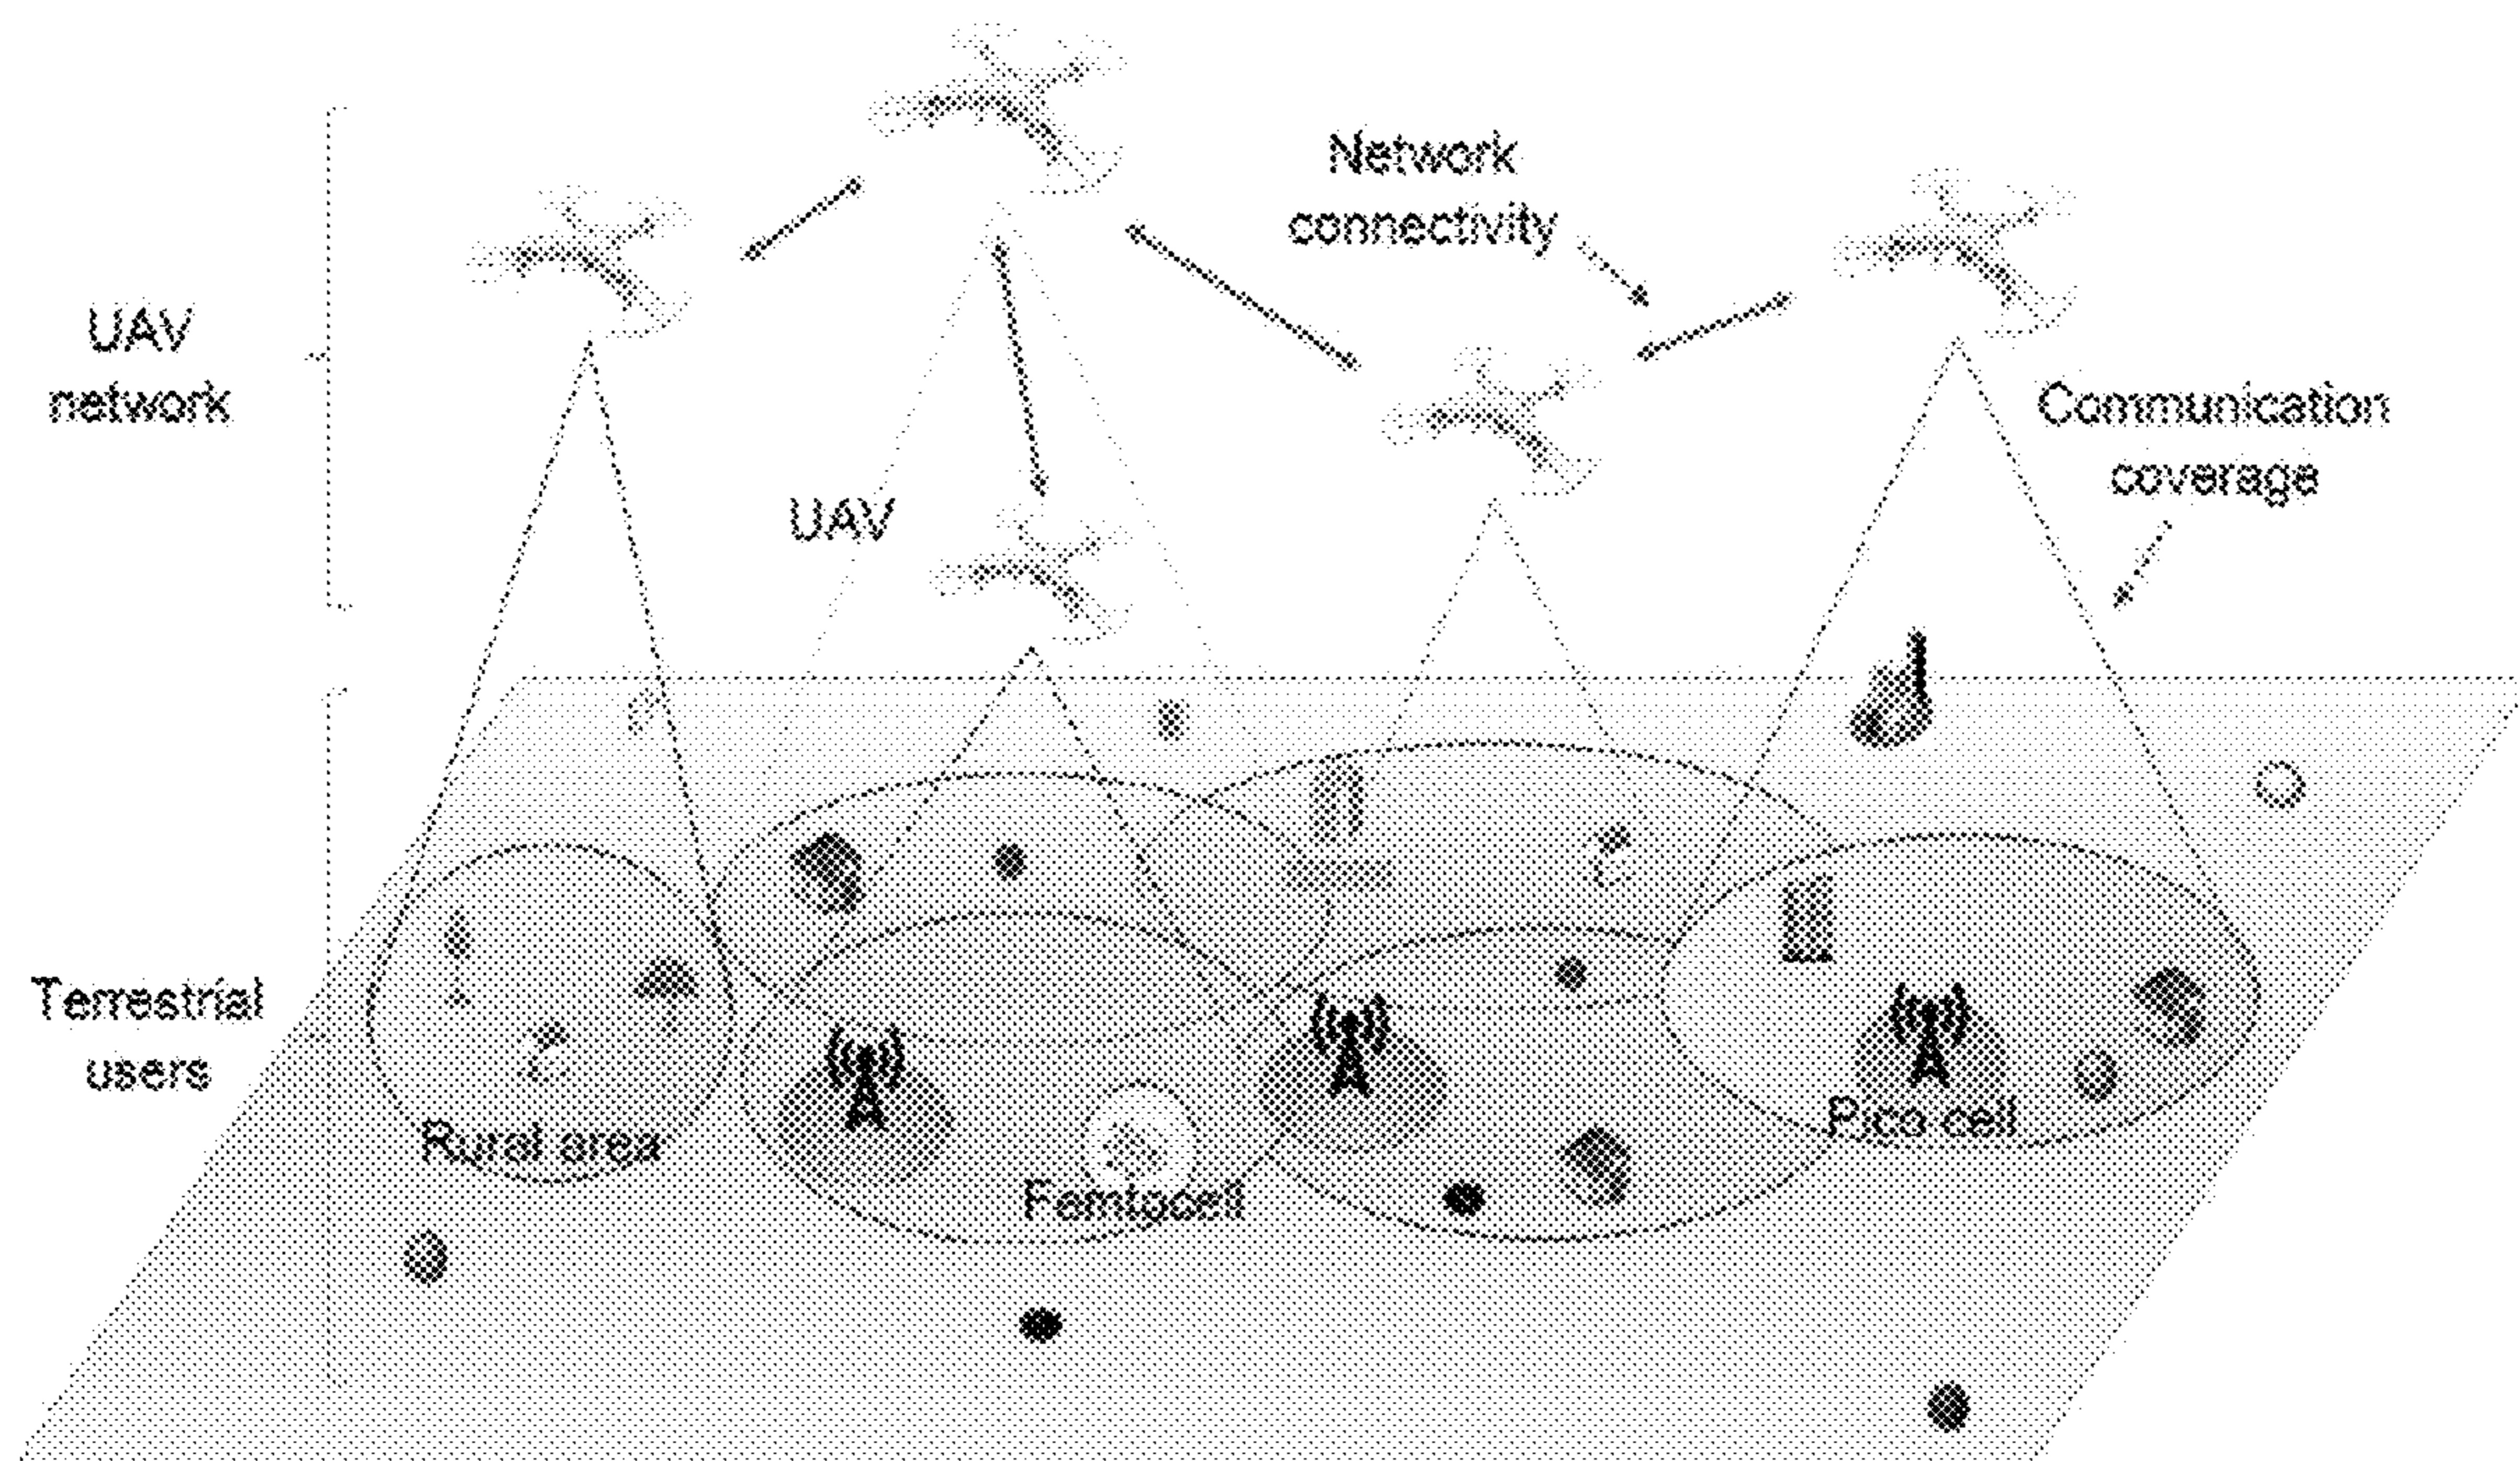 Network
connectivity
UAV
network
Communication
coverage
UAV
Terrestrial
users
Rural area
Pico cell
Femtocell